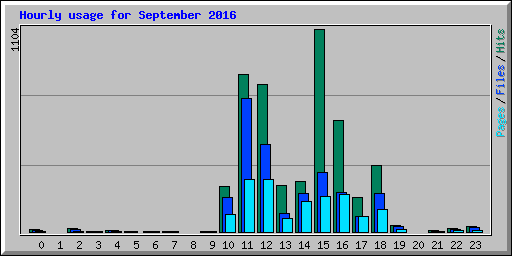 Hourly usage for September 2016
1104
Pages/Files/Hits
0 1 2 3 4 5 6 7 8 9 10 11 12 13 14 15 16 17 18 19 20 21 22 23